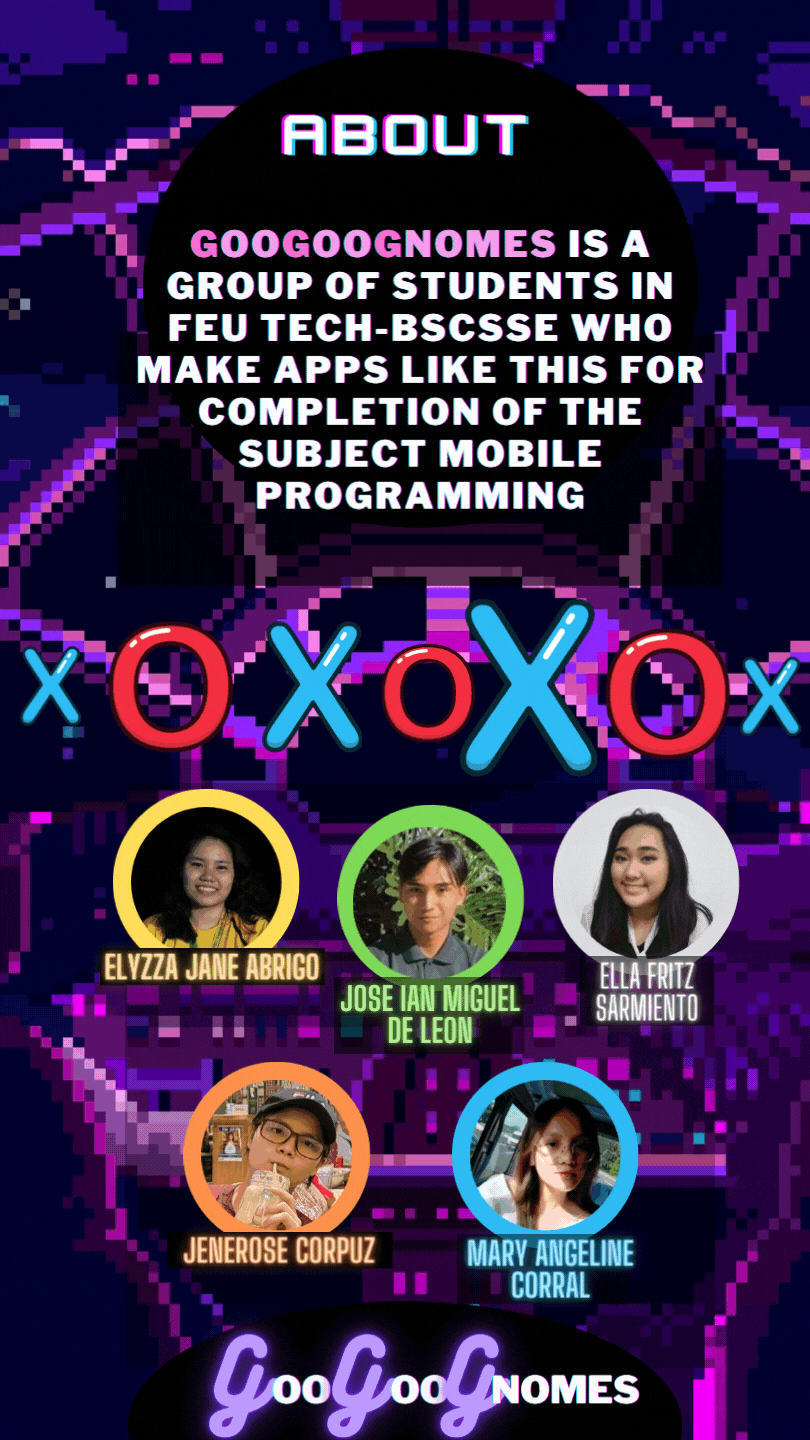 ABOUT
GOOGOOGNOMES IS A
GROUP OF STUDENTS IN
FEU TECH-BSCSSE WHO
MAKE APPS LIKE THIS FOR
COMPLETION OF THE
SUBJECT MOBILE
PROGRAMMING
X O X O X O X
ELYZZA JANE ABRIGO
JOSE IAN MIGUEL
DE LEON
ELLA FRITZ
SARMIENTO
JENEROSE CORPUZ
MARY ANGELINE
CORRAL
GOOGOOGNOMES